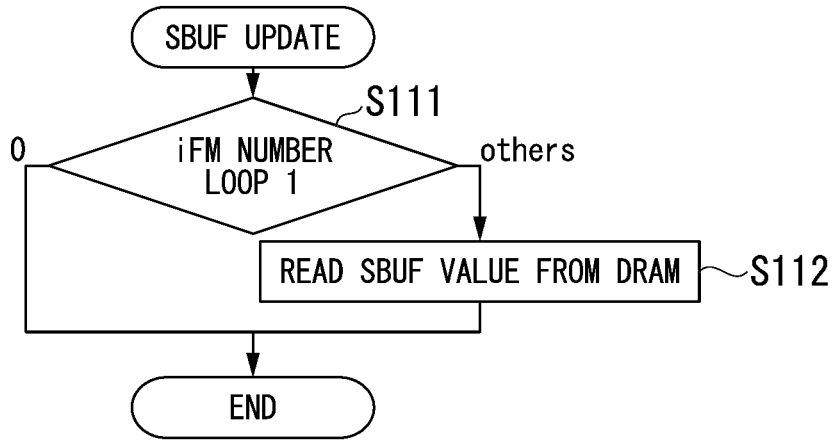 SBUF UPDATE
S111
0
iFM NUMBER
LOOP 1
others
READ SBUF VALUE FROM DRAM
S112
END